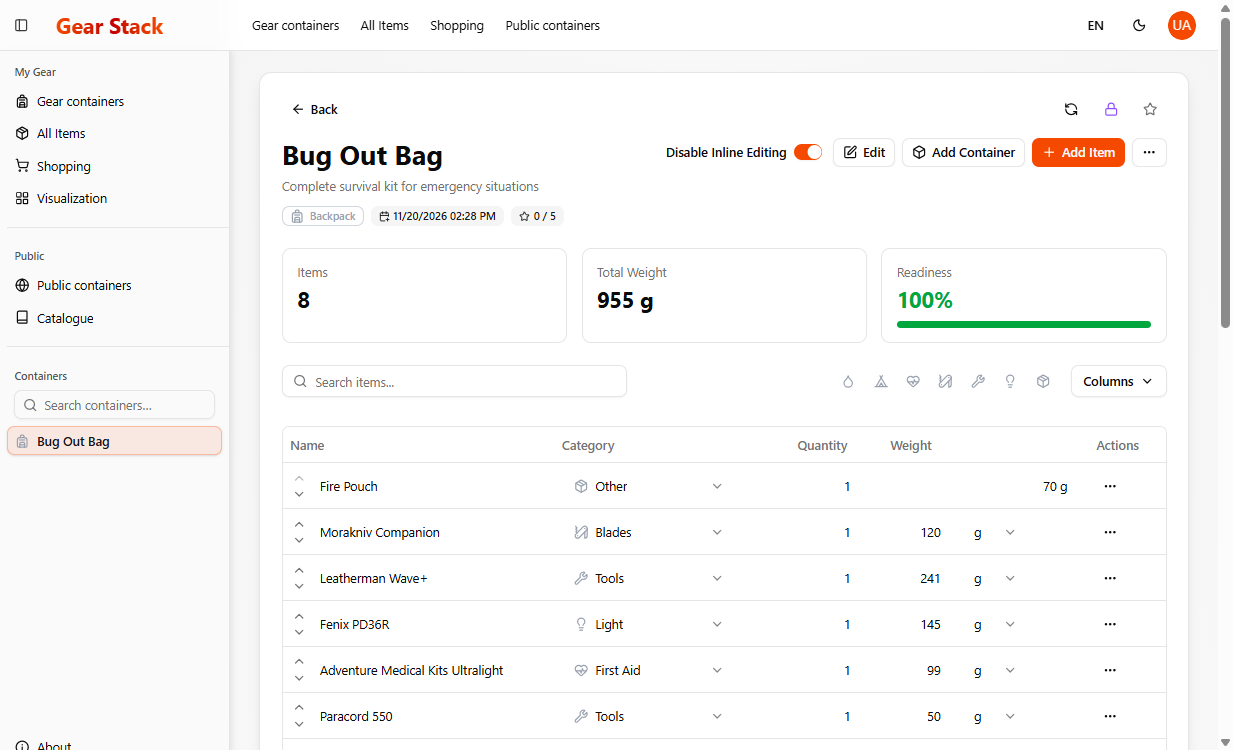 Gear Stack
Gear containers
All Items
Shopping
Public containers
EN
UA
My Gear
Gear containers
All Items
Shopping
Visualization
Public
Public containers
Catalogue
Containers
Search containers...
Bug Out Bag
About
Back
Bug Out Bag
Disable Inline Editing
Edit
Add Container
Add Item
Complete survival kit for emergency situations
Backpack
11/20/2026 02:28 PM
0 / 5
Items
8
Total Weight
955 g
Readiness
100%
Search items...
Columns
Name Category Quantity Weight Actions
Fire Pouch Other 1 70 g
Morakniv Companion Blades 1 120 g
Leatherman Wave+ Tools 1 241 g
Fenix PD36R Light 1 145 g
Adventure Medical Kits Ultralight First Aid 1 99 g
Paracord 550 Tools 1 50 g